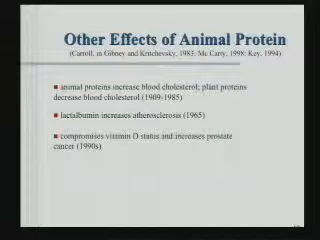 Other Effects of Animal Protein
(Carroll, in Gibney and Kritchevsky, 1983; Mc Carty, 1998; Key, 1994)
animal proteins increase blood cholesterol; plant proteins
decrease blood cholesterol (1909-1985)
lactalbumin increases atherosclerosis (1965)
compromises vitamin D status and increases prostate
cancer (1990s)